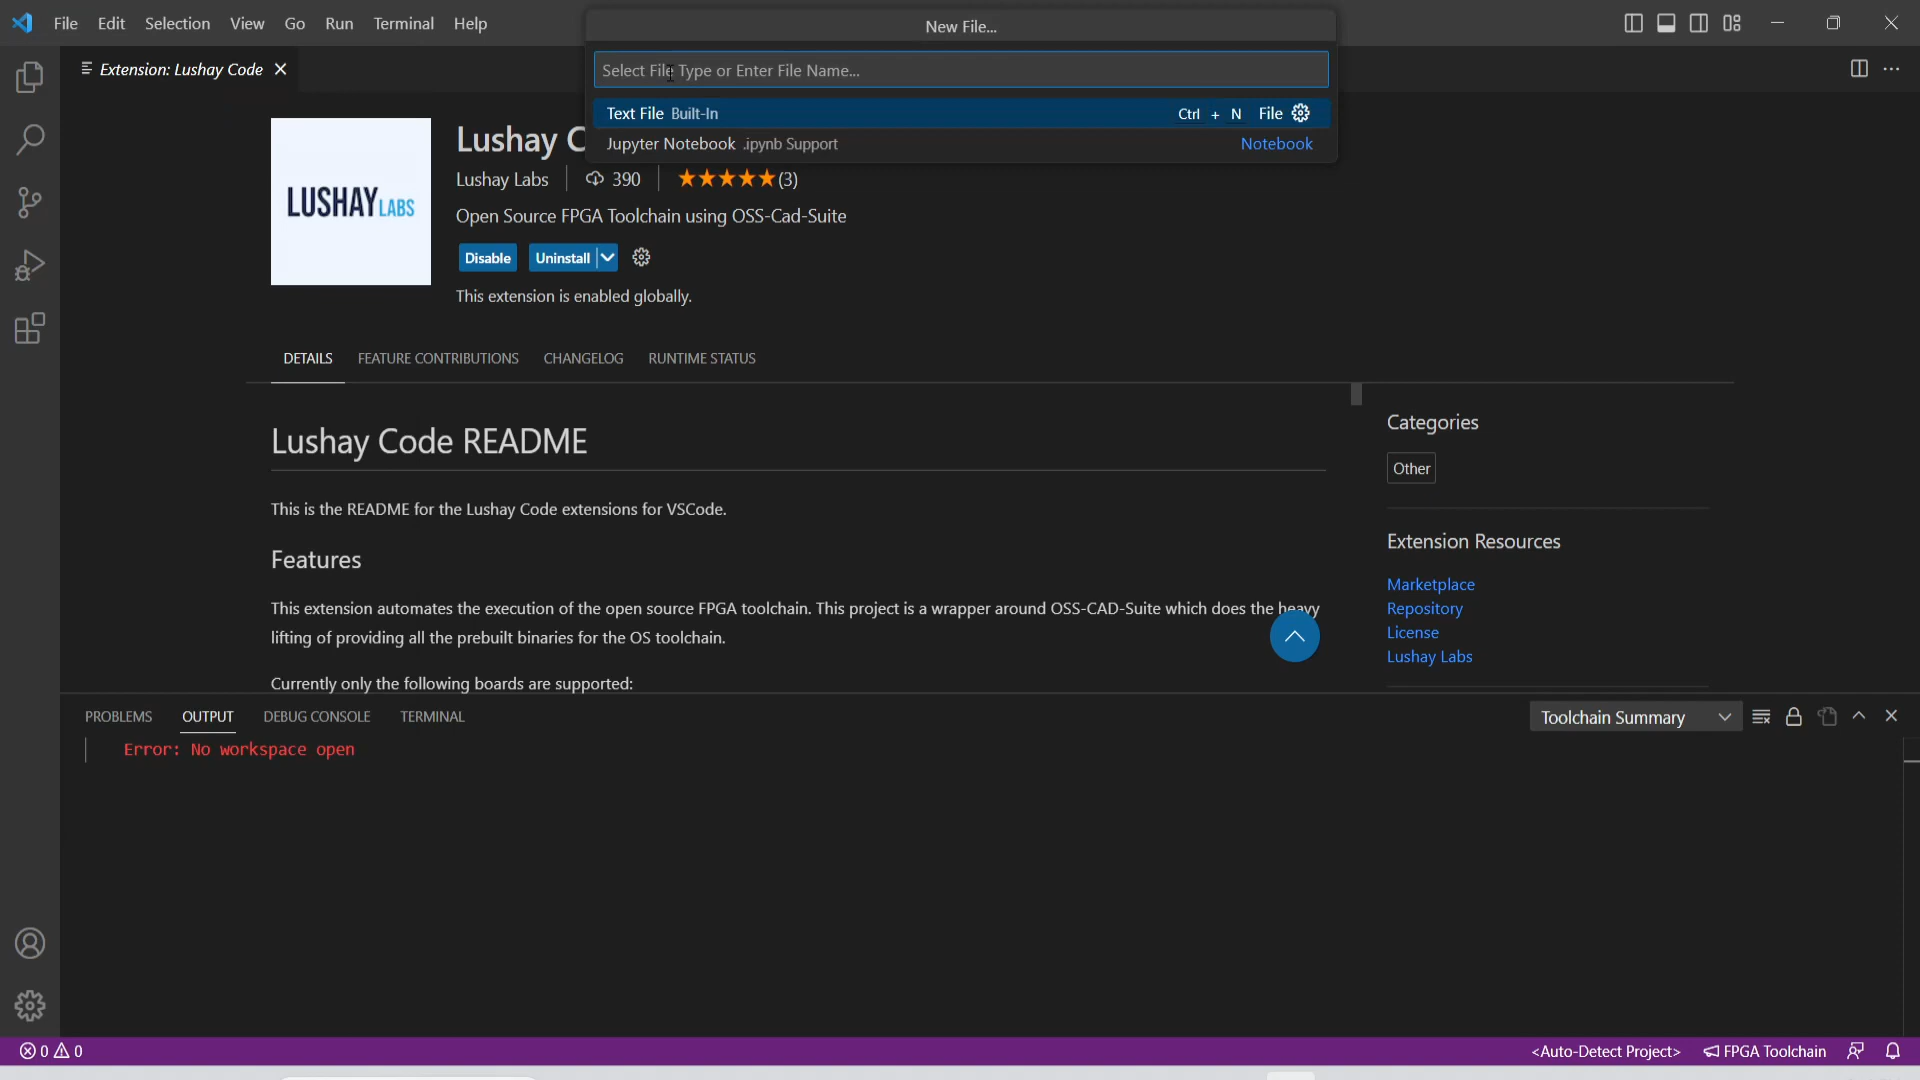 File Edit Selection View Go Run Terminal Help
New File...
Select File Type or Enter File Name...
Text File Built-In Ctrl + N File
Jupyter Notebook .ipynb Support Notebook
Extension: Lushay Code
LUSHAY LABS
Lushay C
Lushay Labs 390 (3)
Open Source FPGA Toolchain using OSS-Cad-Suite
Disable Uninstall
This extension is enabled globally.
DETAILS FEATURE CONTRIBUTIONS CHANGELOG RUNTIME STATUS
Lushay Code README
This is the README for the Lushay Code extensions for VSCode.
Features
This extension automates the execution of the open source FPGA toolchain. This project is a wrapper around OSS-CAD-Suite which does the heavy
lifting of providing all the prebuilt binaries for the OS toolchain.
Currently only the following boards are supported:
Categories
Other
Extension Resources
Marketplace
Repository
License
Lushay Labs
PROBLEMS OUTPUT DEBUG CONSOLE TERMINAL Toolchain Summary
Error: No workspace open
0 0 <Auto-Detect Project> FPGA Toolchain